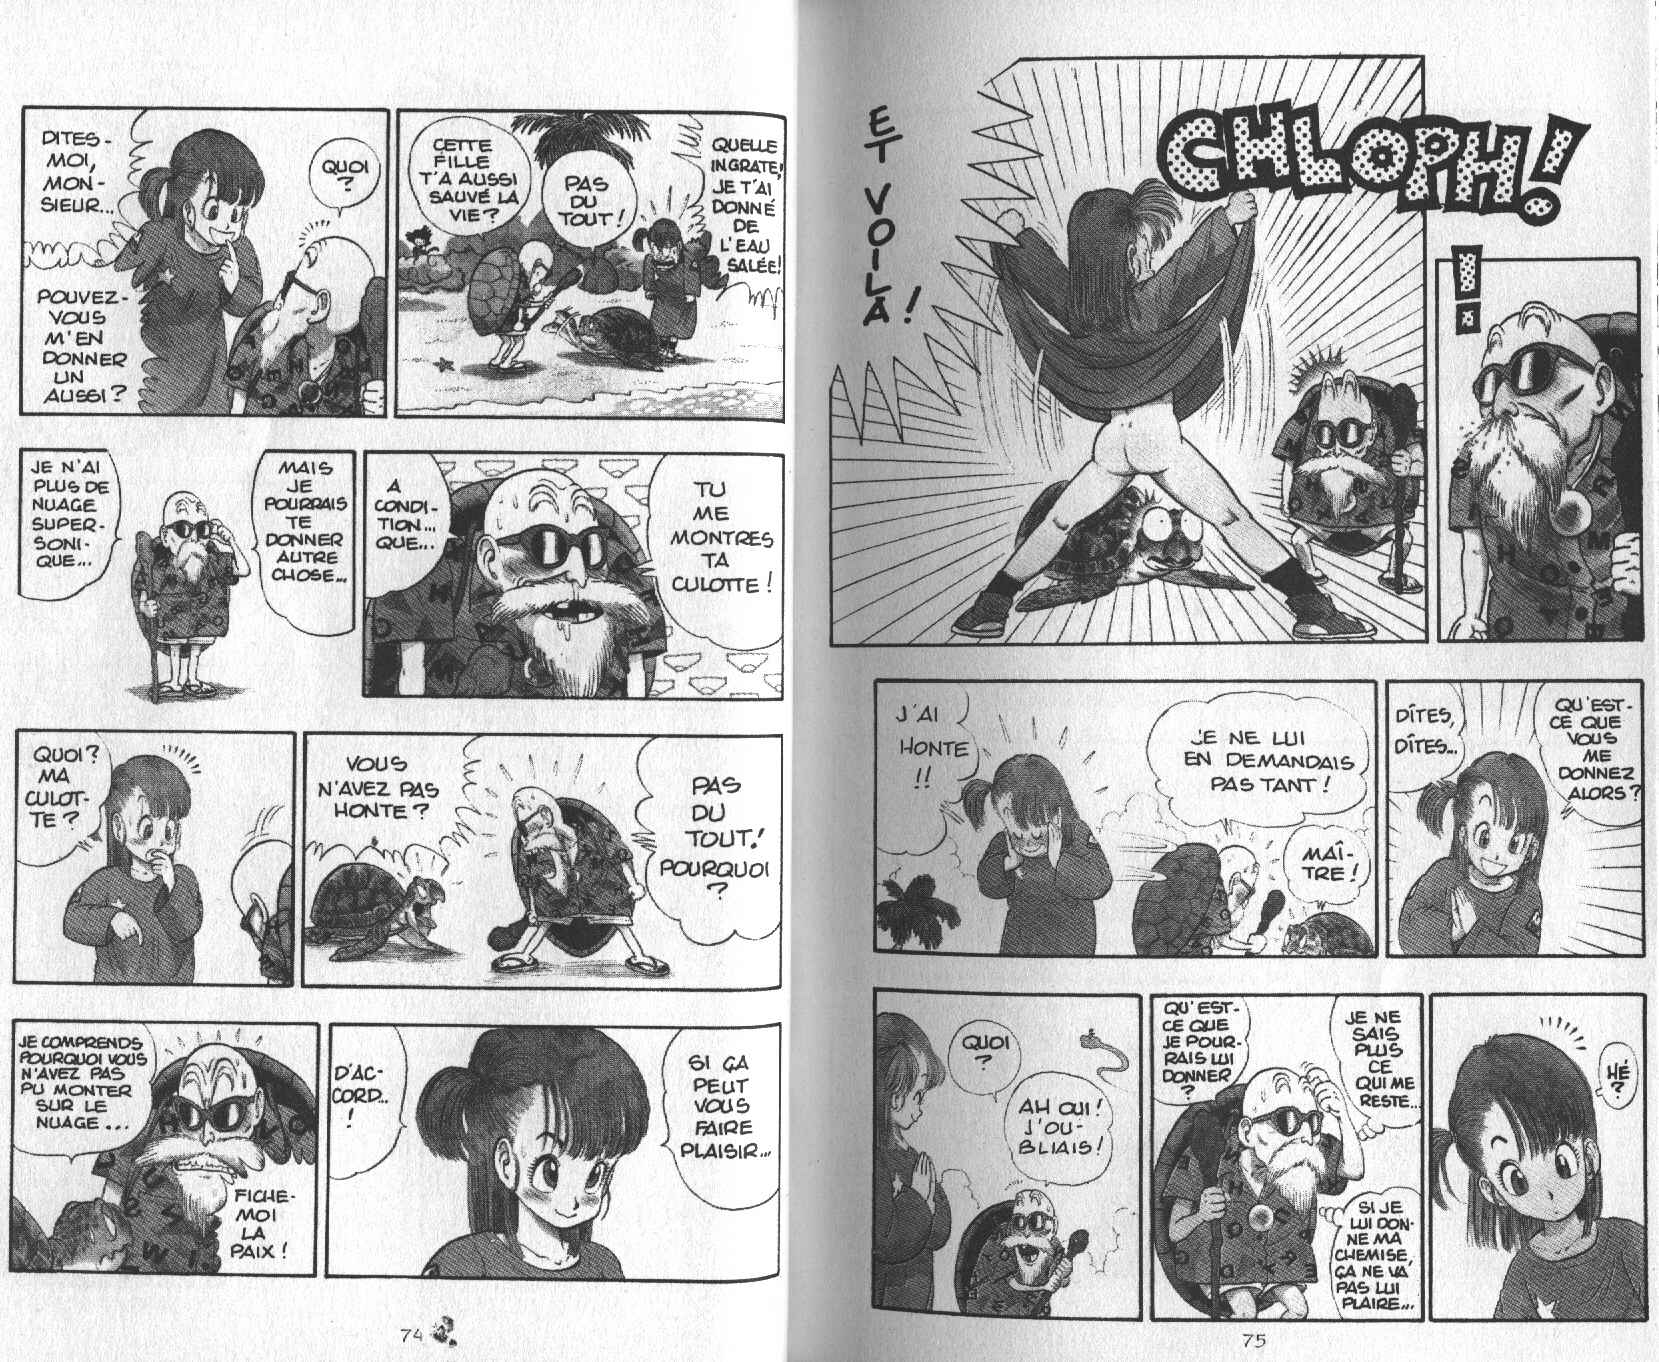 DITES-
MOI,
MON-
SIEUR...
QUOI
?
POUVEZ-
VOUS
M'EN
DONNER
UN
AUSSI?
CETTE
FILLE
T'A AUSSI
SAUVÉ LA
VIE?
PAS
DU
TOUT!
QUELLE
INGRATE!
JE T'AI
DONNÉ
DE
L'EAU
SALÉE!
JE N'AI
PLUS DE
NUAGE
SUPER-
SONI-
QUE...
MAIS
JE
POURRAIS
TE
DONNER
AUTRE
CHOSE...
A
CONDI-
TION...
QUE...
TU
ME
MONTRES
TA
CULOTTE!
QUOI?
MA
CULOT-
TE?
VOUS
N'AVEZ PAS
HONTE?
PAS
DU
TOUT!
POURQUOI
?
JE COMPRENDS
POURQUOI VOUS
N'AVEZ PAS
PU MONTER
SUR LE
NUAGE...
FICHE-
MOI
LA
PAIX!
D'AC-
CORD...
!
SI ÇA
PEUT
VOUS
FAIRE
PLAISIR...
74
ET VOILA!
CHLOPH!
!
J'AI
HONTE
!!
JE NE LUI
EN DEMANDAIS
PAS TANT!
MAÎ-
TRE!
DÎTES,
DÎTES...
QU'EST-
CE QUE
VOUS
ME
DONNEZ
ALORS?
QUOI
?
AH OUI!
J'OU-
BLIAIS!
QU'EST-
CE QUE
JE POUR-
RAIS LUI
DONNER
?
JE NE
SAIS
PLUS
CE
QUI ME
RESTE...
SI JE
LUI DON-
NE MA
CHEMISE,
ÇA NE VA
PAS LUI
PLAIRE...
HÉ
?
75